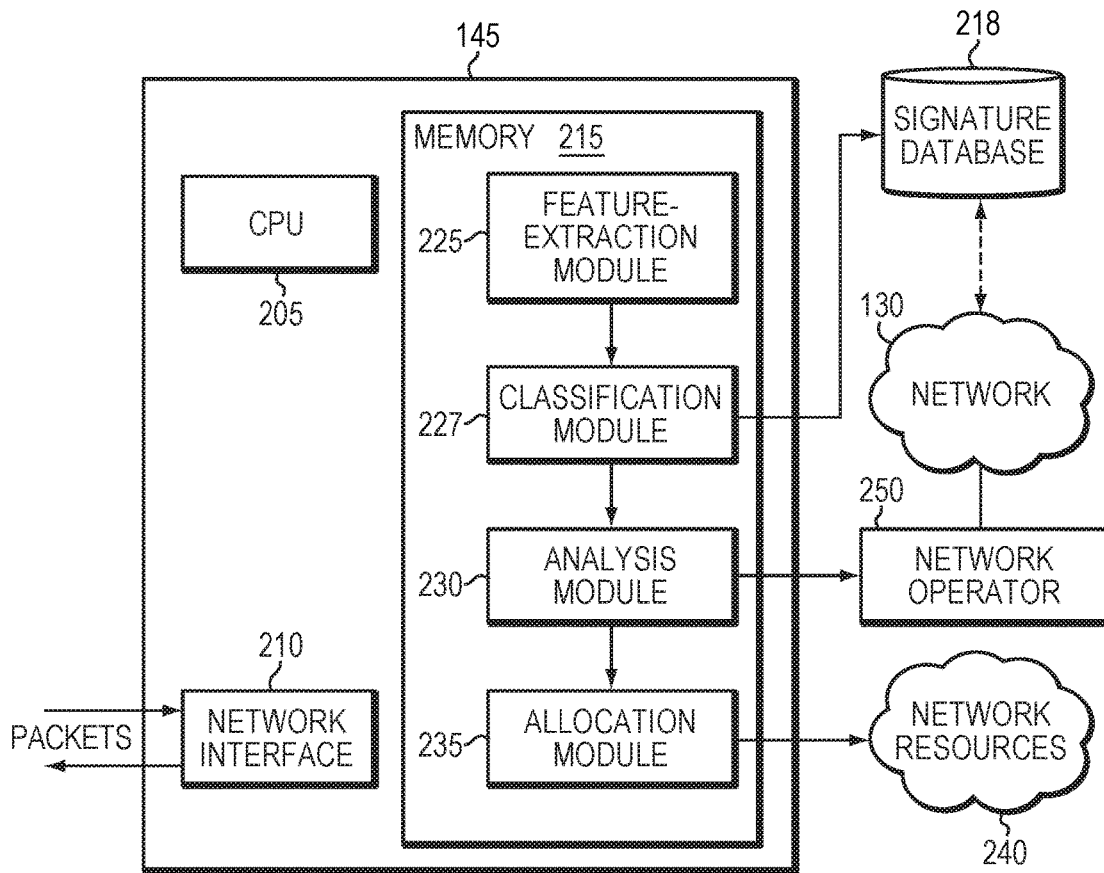 145
218
MEMORY 215
SIGNATURE
DATABASE
CPU
205
225
FEATURE-
EXTRACTION
MODULE
130
NETWORK
227
CLASSIFICATION
MODULE
250
NETWORK
OPERATOR
230
ANALYSIS
MODULE
210
NETWORK
INTERFACE
PACKETS
235
ALLOCATION
MODULE
NETWORK
RESOURCES
240